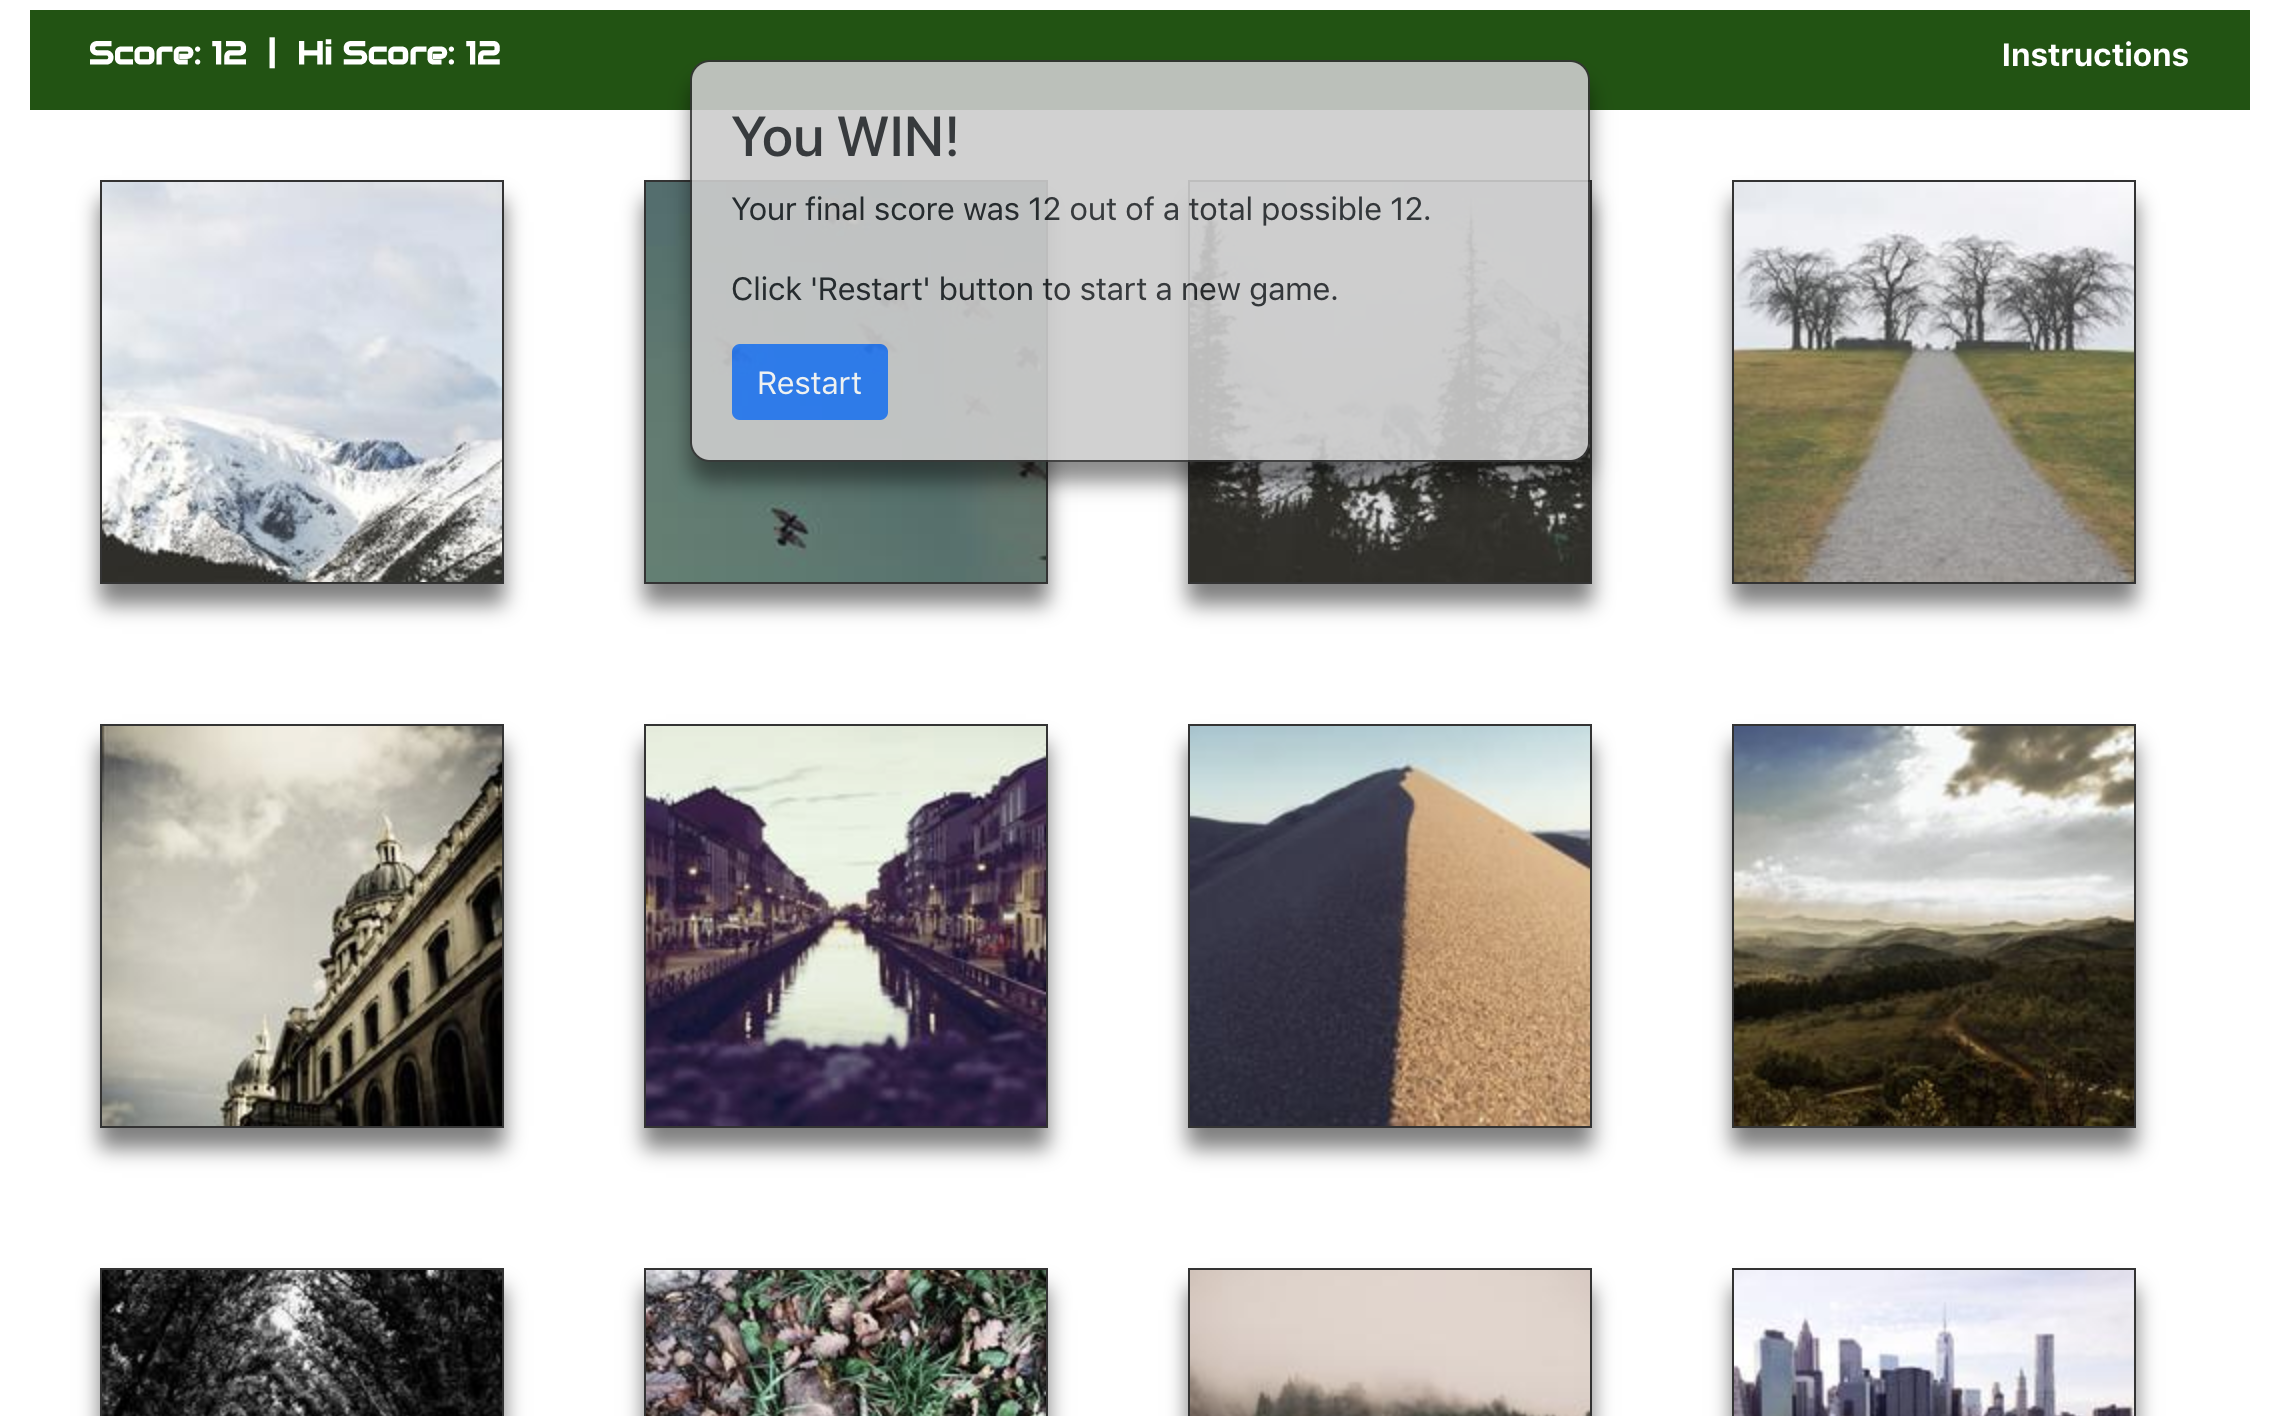 Score: 12 | Hi Score: 12
Instructions
You WIN!
Your final score was 12 out of a total possible 12.
Click 'Restart' button to start a new game.
Restart